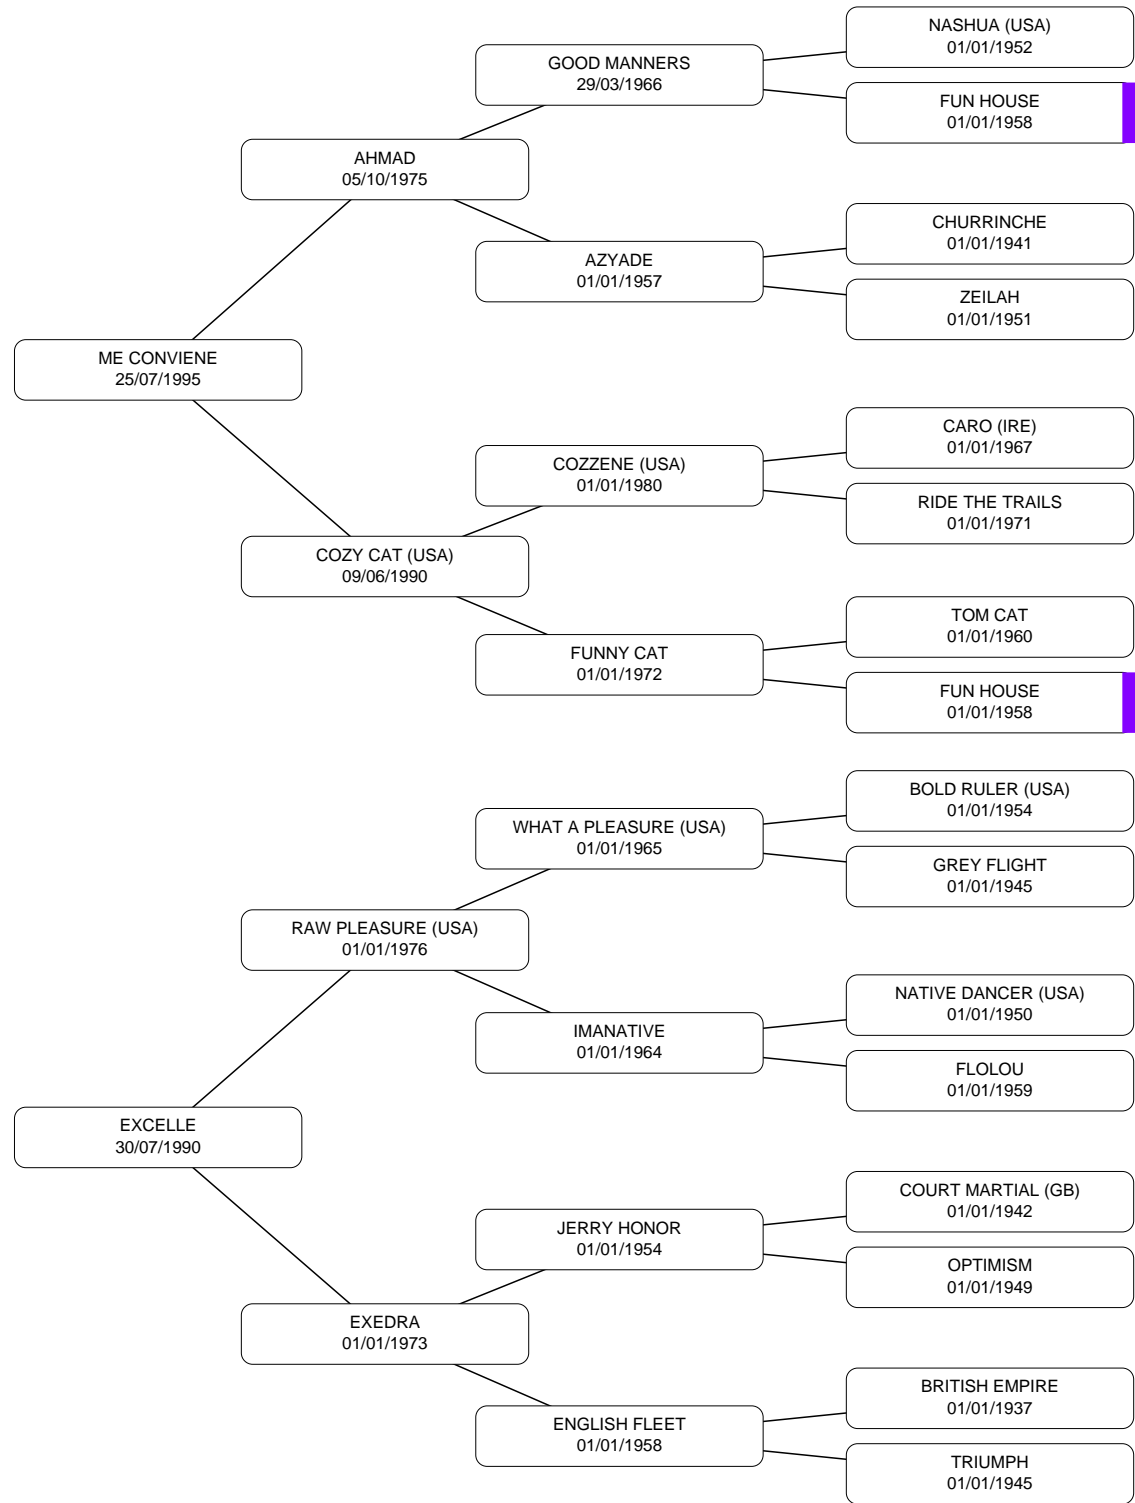 NASHUA (USA)
01/01/1952
GOOD MANNERS
29/03/1966
FUN HOUSE
01/01/1958
AHMAD
05/10/1975
CHURRINCHE
01/01/1941
AZYADE
01/01/1957
ZEILAH
01/01/1951
ME CONVIENE
25/07/1995
CARO (IRE)
01/01/1967
COZZENE (USA)
01/01/1980
RIDE THE TRAILS
01/01/1971
COZY CAT (USA)
09/06/1990
TOM CAT
01/01/1960
FUNNY CAT
01/01/1972
FUN HOUSE
01/01/1958
BOLD RULER (USA)
01/01/1954
WHAT A PLEASURE (USA)
01/01/1965
GREY FLIGHT
01/01/1945
RAW PLEASURE (USA)
01/01/1976
NATIVE DANCER (USA)
01/01/1950
IMANATIVE
01/01/1964
FLOLOU
01/01/1959
EXCELLE
30/07/1990
COURT MARTIAL (GB)
01/01/1942
JERRY HONOR
01/01/1954
OPTIMISM
01/01/1949
EXEDRA
01/01/1973
BRITISH EMPIRE
01/01/1937
ENGLISH FLEET
01/01/1958
TRIUMPH
01/01/1945